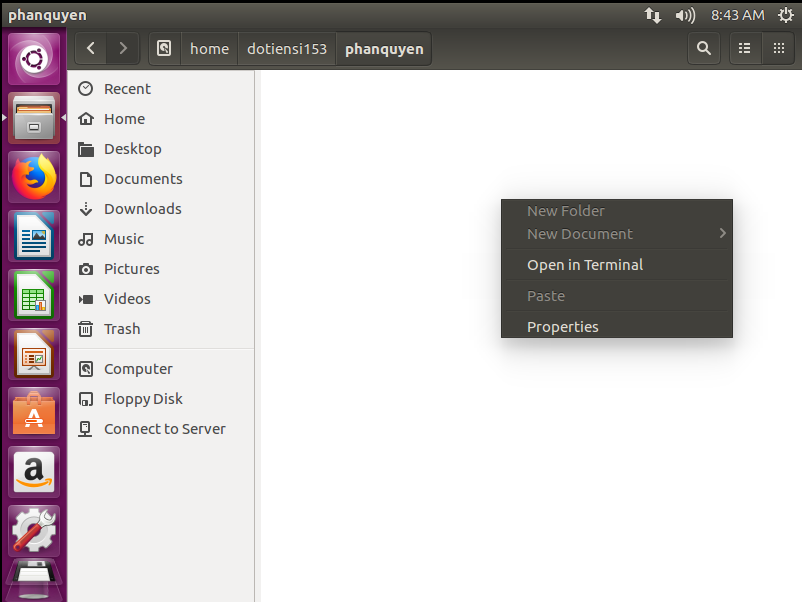 phanquyen
8:43 AM
home
dotiensi153
phanquyen
Recent
Home
Desktop
Documents
Downloads
Music
Pictures
Videos
Trash
Computer
Floppy Disk
Connect to Server
New Folder
New Document
Open in Terminal
Paste
Properties